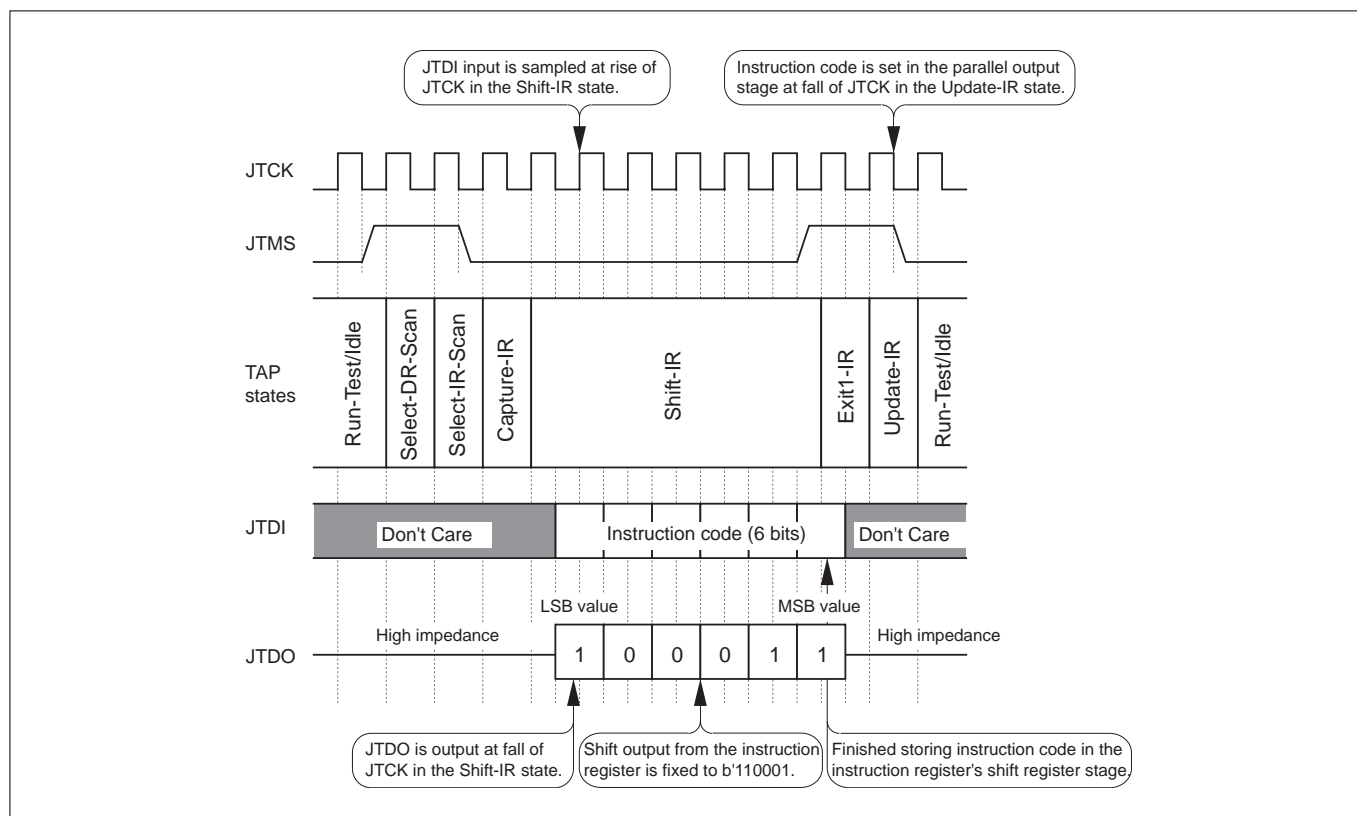 JTDI input is sampled at rise of
JTCK in the Shift-IR state.
Instruction code is set in the parallel output
stage at fall of JTCK in the Update-IR state.
JTCK
JTMS
TAP
states
Run-Test/Idle
Select-DR-Scan
Select-IR-Scan
Capture-IR
Shift-IR
Exit1-IR
Update-IR
Run-Test/Idle
JTDI
Don't Care
Instruction code (6 bits)
Don't Care
LSB value
MSB value
JTDO
High impedance
1 0 0 0 1 1
High impedance
JTDO is output at fall of
JTCK in the Shift-IR state.
Shift output from the instruction
register is fixed to b'110001.
Finished storing instruction code in the
instruction register's shift register stage.